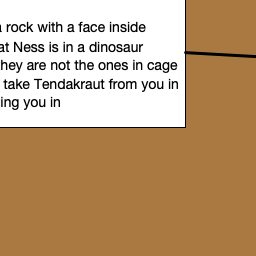 a rock with a face inside
at Ness is in a dinosaur
hey are not the ones in cage
take Tendakraut from you in
ing you in